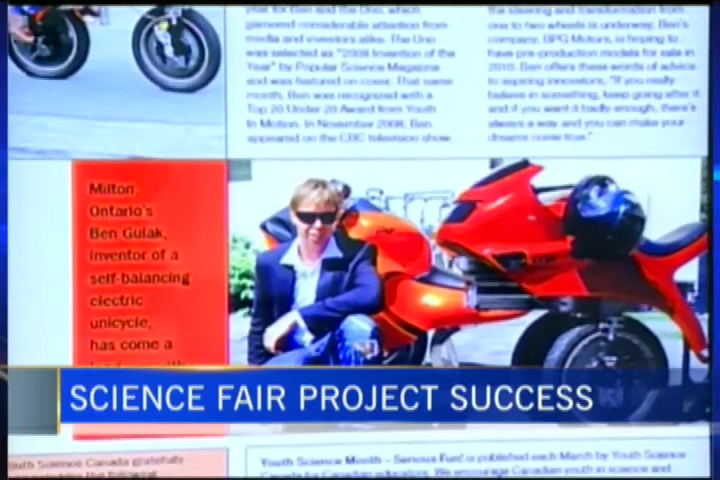 year for Ben and the Uno, which
garnered considerable attention from
media and investors alike. The Uno
was selected as "2008 Invention of the
Year" by Popular Science Magazine
and was featured on cover. That same
month, Ben was recognized with a
Top 20 Under 20 Award from Youth
In Motion. In November 2008, Ben
appeared on the CBC television show,
the steering and transformation from
one to two wheels is underway. Ben's
company, BPG Motors, is hoping to
have pre-production models for sale in
2010. Ben offers these words of advice
to aspiring innovators, "If you really
believe in something, keep going after it
and if you want it badly enough, there's
always a way and you can make your
dreams come true."
Milton,
Ontario's
Ben Gulak,
inventor of a
self-balancing
electric
unicycle,
has come a
SCIENCE FAIR PROJECT SUCCESS
Youth Science Canada gratefully
Youth Science Month – Serious Fun! is published each March by Youth Science
Canada for Canadian educators. We encourage Canadian youth in science and